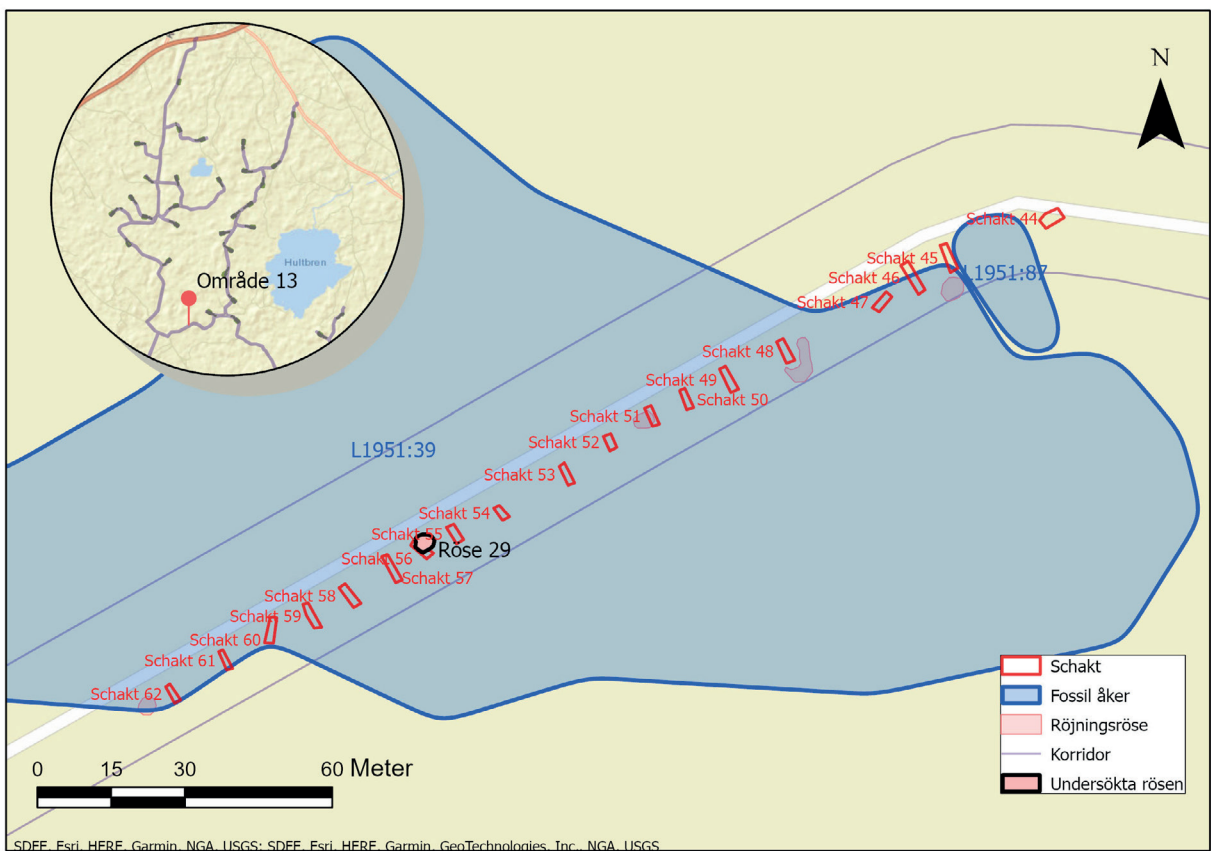 N
Hultbren
Område 13
Schakt 44
Schakt 45
L1951:87
Schakt 46
Schakt 47
Schakt 48
Schakt 49
Schakt 50
Schakt 51
Schakt 52
L1951:39
Schakt 53
Schakt 54
Schakt 55
Röse 29
Schakt 56
Schakt 57
Schakt 58
Schakt 59
Schakt 60
Schakt 61
Schakt 62
Schakt
Fossil åker
Röjningsröse
Korridor
Undersökta rösen
0 15 30 60 Meter
SDFE, Esri, HERE, Garmin, NGA, USGS; SDFE, Esri, HERE, Garmin, GeoTechnologies, Inc., NGA, USGS